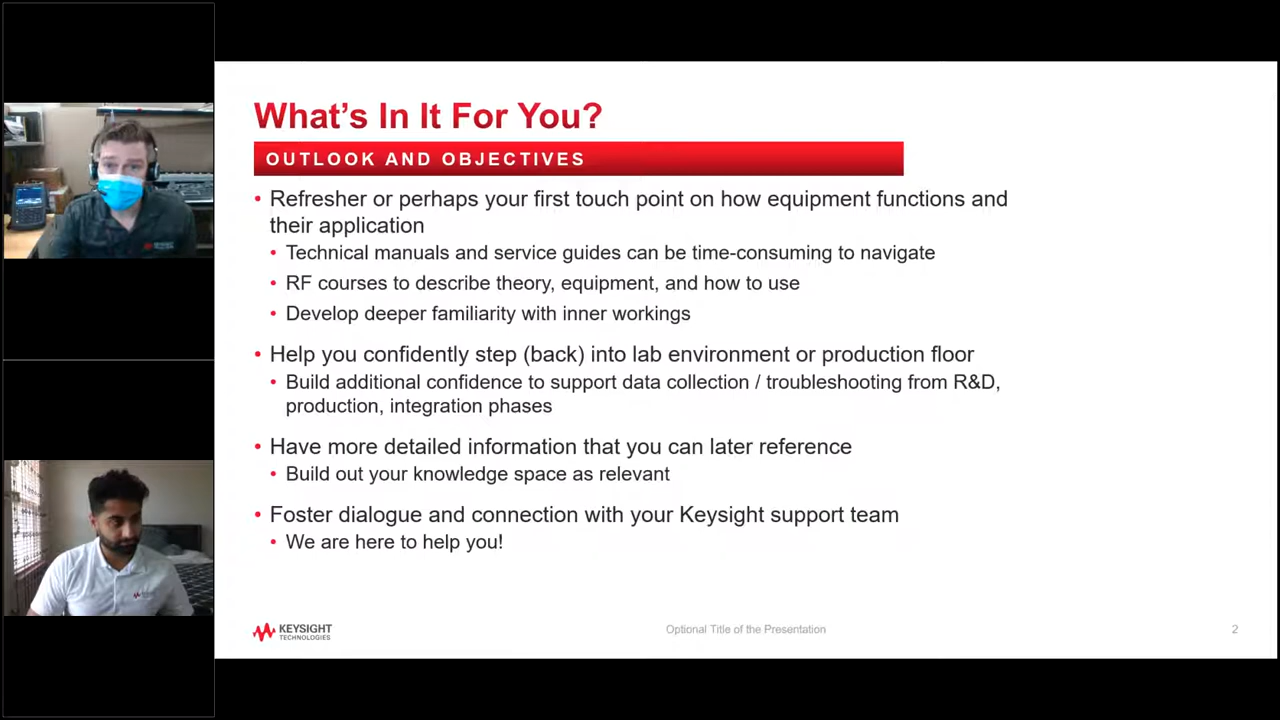 What's In It For You?
OUTLOOK AND OBJECTIVES
• Refresher or perhaps your first touch point on how equipment functions and
their application
• Technical manuals and service guides can be time-consuming to navigate
• RF courses to describe theory, equipment, and how to use
• Develop deeper familiarity with inner workings
• Help you confidently step (back) into lab environment or production floor
• Build additional confidence to support data collection / troubleshooting from R&D,
production, integration phases
• Have more detailed information that you can later reference
• Build out your knowledge space as relevant
• Foster dialogue and connection with your Keysight support team
• We are here to help you!
KEYSIGHT
TECHNOLOGIES
Optional Title of the Presentation
2